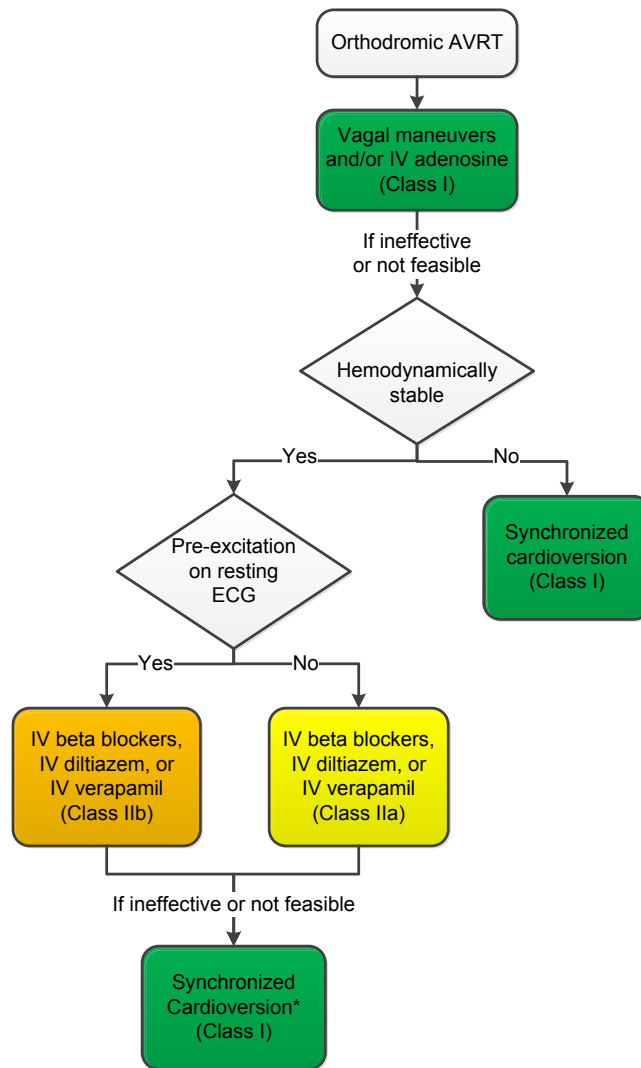 Orthodromic AVRT
Vagal maneuvers
and/or IV adenosine
(Class I)
If ineffective
or not feasible
Hemodynamically
stable
Yes
No
Pre-excitation
on resting
ECG
Synchronized
cardioversion
(Class I)
Yes
No
IV beta blockers,
IV diltiazem, or
IV verapamil
(Class IIb)
IV beta blockers,
IV diltiazem, or
IV verapamil
(Class IIa)
If ineffective or not feasible
Synchronized
Cardioversion*
(Class I)